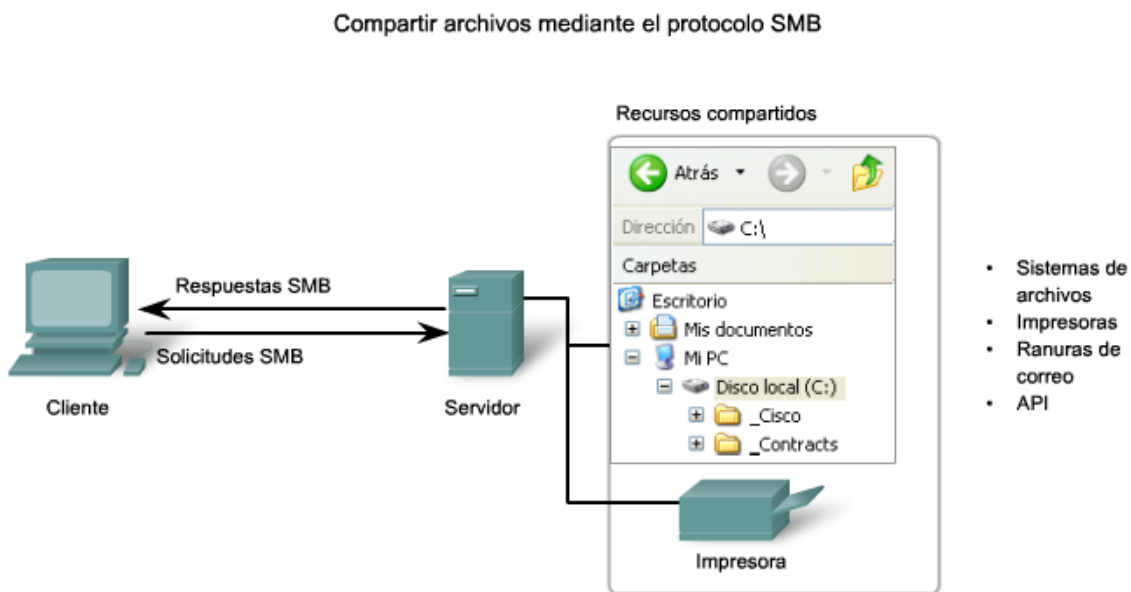 Compartir archivos mediante el protocolo SMB
Recursos compartidos
Atrás
Dirección C:\
Carpetas
Escritorio
Mis documentos
Mi PC
Disco local (C:)
_Cisco
_Contracts
Respuestas SMB
Solicitudes SMB
Cliente
Servidor
Impresora
• Sistemas de
archivos
• Impresoras
• Ranuras de
correo
• API